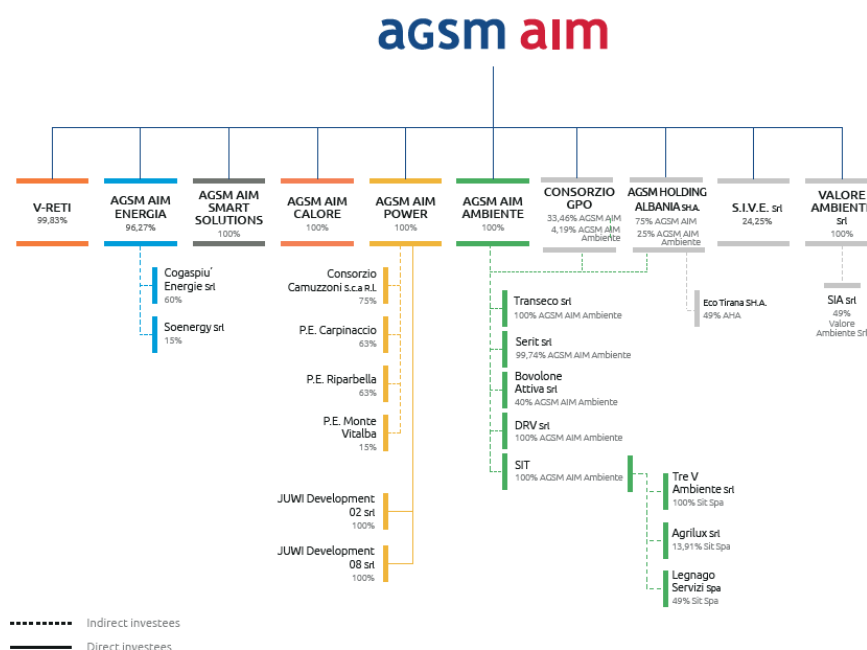 agsm aim
V-RETI
99,83%
AGSM AIM
ENERGIA
96,27%
AGSM AIM
SMART
SOLUTIONS
100%
AGSM AIM
CALORE
100%
AGSM AIM
POWER
100%
AGSM AIM
AMBIENTE
100%
CONSORZIO
GPO
33,46% AGSM AIM
4,19% AGSM AIM
Ambiente
AGSM HOLDING
ALBANIA SH.A.
75% AGSM AIM
25% AGSM AIM
Ambiente
S.I.V.E. Srl
24,25%
VALORE
AMBIENTE
Srl
100%
Cogaspiu'
Energie srl
60%
Soenergy srl
15%
Consorzio
Camuzzoni S.c.a R.l.
75%
P.E. Carpinaccio
63%
P.E. Riparbella
63%
P.E. Monte
Vitalba
15%
JUWI Development
02 Srl
100%
JUWI Development
08 Srl
100%
Transeco srl
100% AGSM AIM Ambiente
Serit srl
99,74% AGSM AIM Ambiente
Bovolone
Attiva srl
40% AGSM AIM Ambiente
DRV srl
100% AGSM AIM Ambiente
SIT
100% AGSM AIM Ambiente
Tre V
Ambiente srl
100% Sit Spa
Agrilux srl
13,91% Sit Spa
Legnago
Servizi Spa
49% Sit Spa
Eco Tirana SH.A.
49% AHA
SIA srl
49%
Valore
Ambiente Srl
Indirect investees
Direct investees